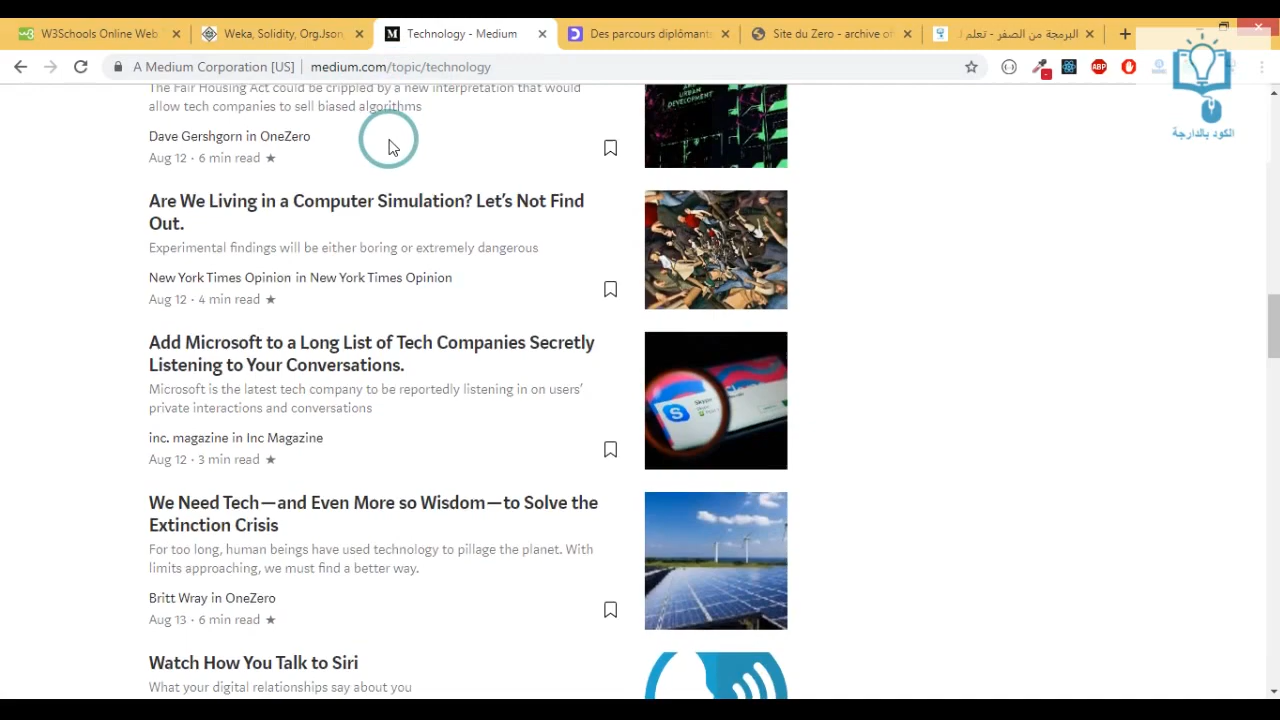 W3Schools Online Web
Weka, Solidity, Org.Json,
Technology - Medium
Des parcours diplômants
Site du Zero - archive of
البرمجة من الصفر - تعلم ا
A Medium Corporation [US]
medium.com/topic/technology
ABP
الكود بالدارجة
The Fair Housing Act could be crippled by a new interpretation that would
allow tech companies to sell biased algorithms
Dave Gershgorn in OneZero
Aug 12 · 6 min read ★
URBAN
DEVELOPMENT
Are We Living in a Computer Simulation? Let’s Not Find
Out.
Experimental findings will be either boring or extremely dangerous
New York Times Opinion in New York Times Opinion
Aug 12 · 4 min read ★
Add Microsoft to a Long List of Tech Companies Secretly
Listening to Your Conversations.
Microsoft is the latest tech company to be reportedly listening in on users’
private interactions and conversations
inc. magazine in Inc Magazine
Aug 12 · 3 min read ★
Skype
We Need Tech—and Even More so Wisdom—to Solve the
Extinction Crisis
For too long, human beings have used technology to pillage the planet. With
limits approaching, we must find a better way.
Britt Wray in OneZero
Aug 13 · 6 min read ★
Watch How You Talk to Siri
What your digital relationships say about you